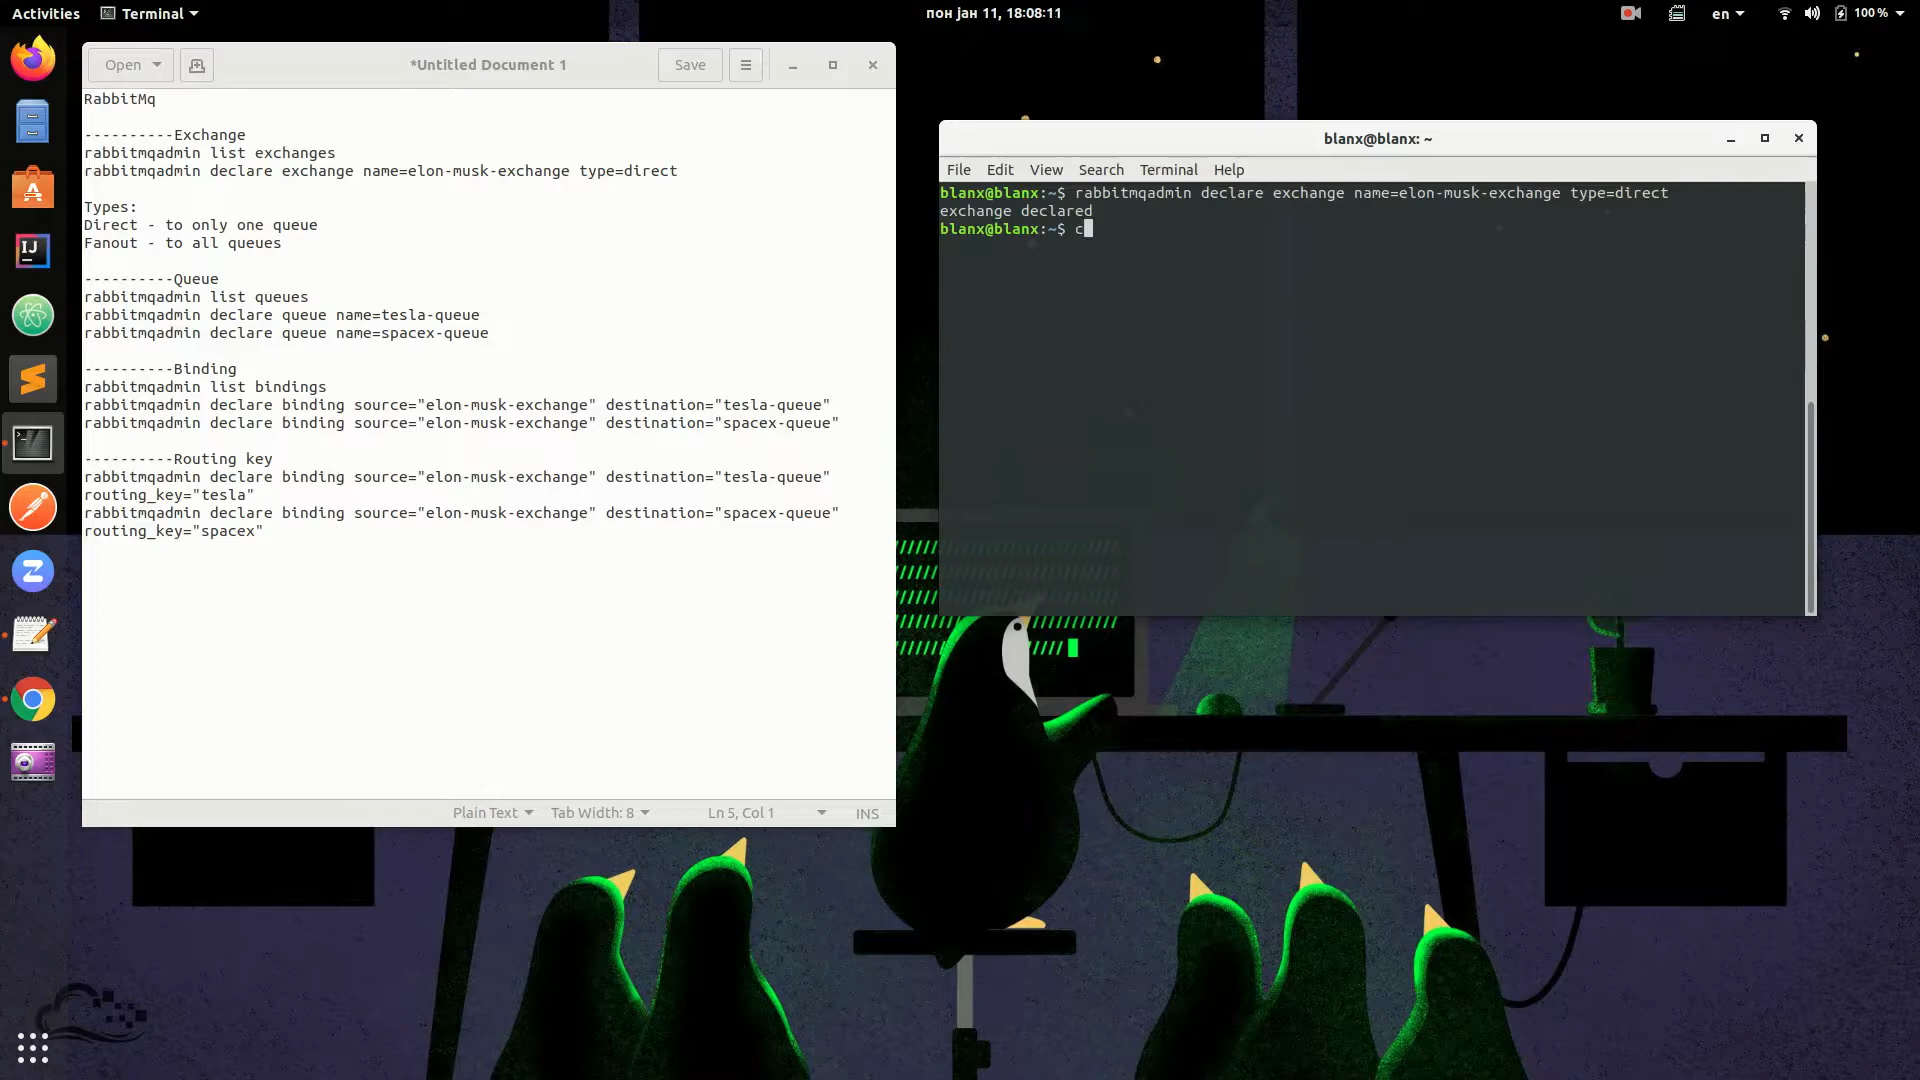 Activities
Terminal
пон јан 11, 18:08:11
en
100 %
Open
*Untitled Document 1
Save
RabbitMq
----------Exchange
rabbitmqadmin list exchanges
rabbitmqadmin declare exchange name=elon-musk-exchange type=direct
Types:
Direct - to only one queue
Fanout - to all queues
----------Queue
rabbitmqadmin list queues
rabbitmqadmin declare queue name=tesla-queue
rabbitmqadmin declare queue name=spacex-queue
----------Binding
rabbitmqadmin list bindings
rabbitmqadmin declare binding source="elon-musk-exchange" destination="tesla-queue"
rabbitmqadmin declare binding source="elon-musk-exchange" destination="spacex-queue"
----------Routing key
rabbitmqadmin declare binding source="elon-musk-exchange" destination="tesla-queue"
routing_key="tesla"
rabbitmqadmin declare binding source="elon-musk-exchange" destination="spacex-queue"
routing_key="spacex"
Plain Text
Tab Width: 8
Ln 5, Col 1
INS
blanx@blanx: ~
File Edit View Search Terminal Help
blanx@blanx:~$ rabbitmqadmin declare exchange name=elon-musk-exchange type=direct
exchange declared
blanx@blanx:~$ c